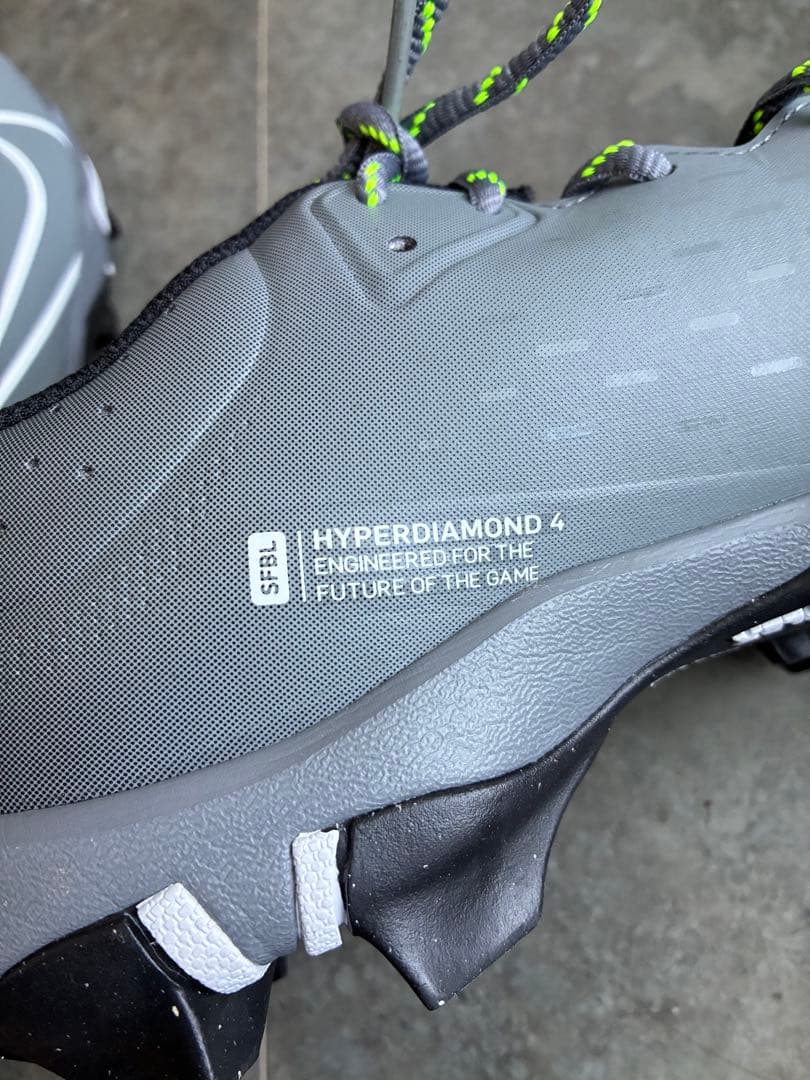 SFBL
HYPERDIAMOND 4
ENGINEERED FOR THE
FUTURE OF THE GAME